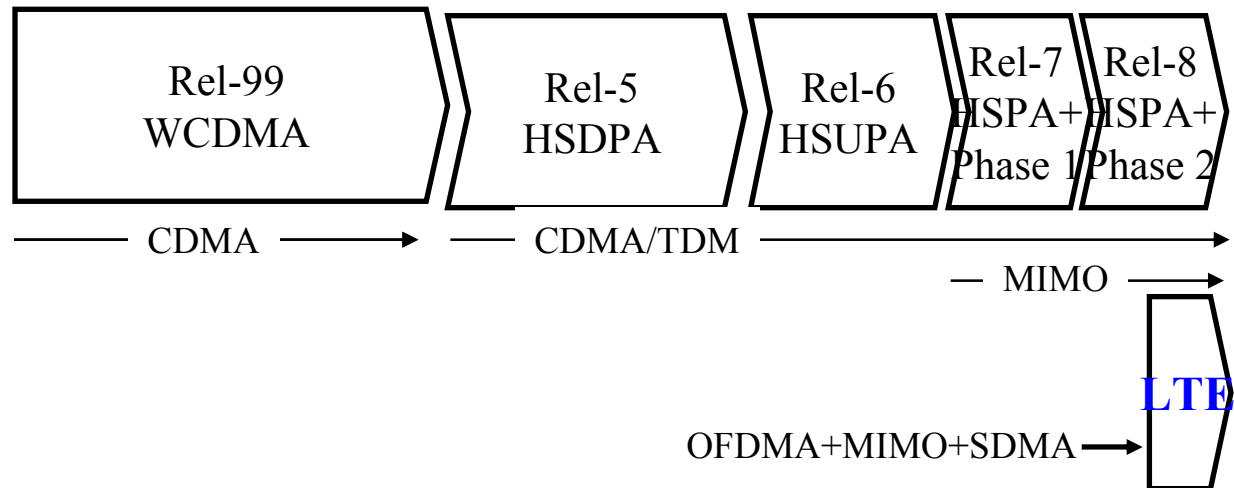 Rel-99
WCDMA
Rel-5
HSDPA
Rel-6
HSUPA
Rel-7
HSPA+
Phase 1
Rel-8
HSPA+
Phase 2
CDMA
CDMA/TDM
MIMO
LTE
OFDMA+MIMO+SDMA